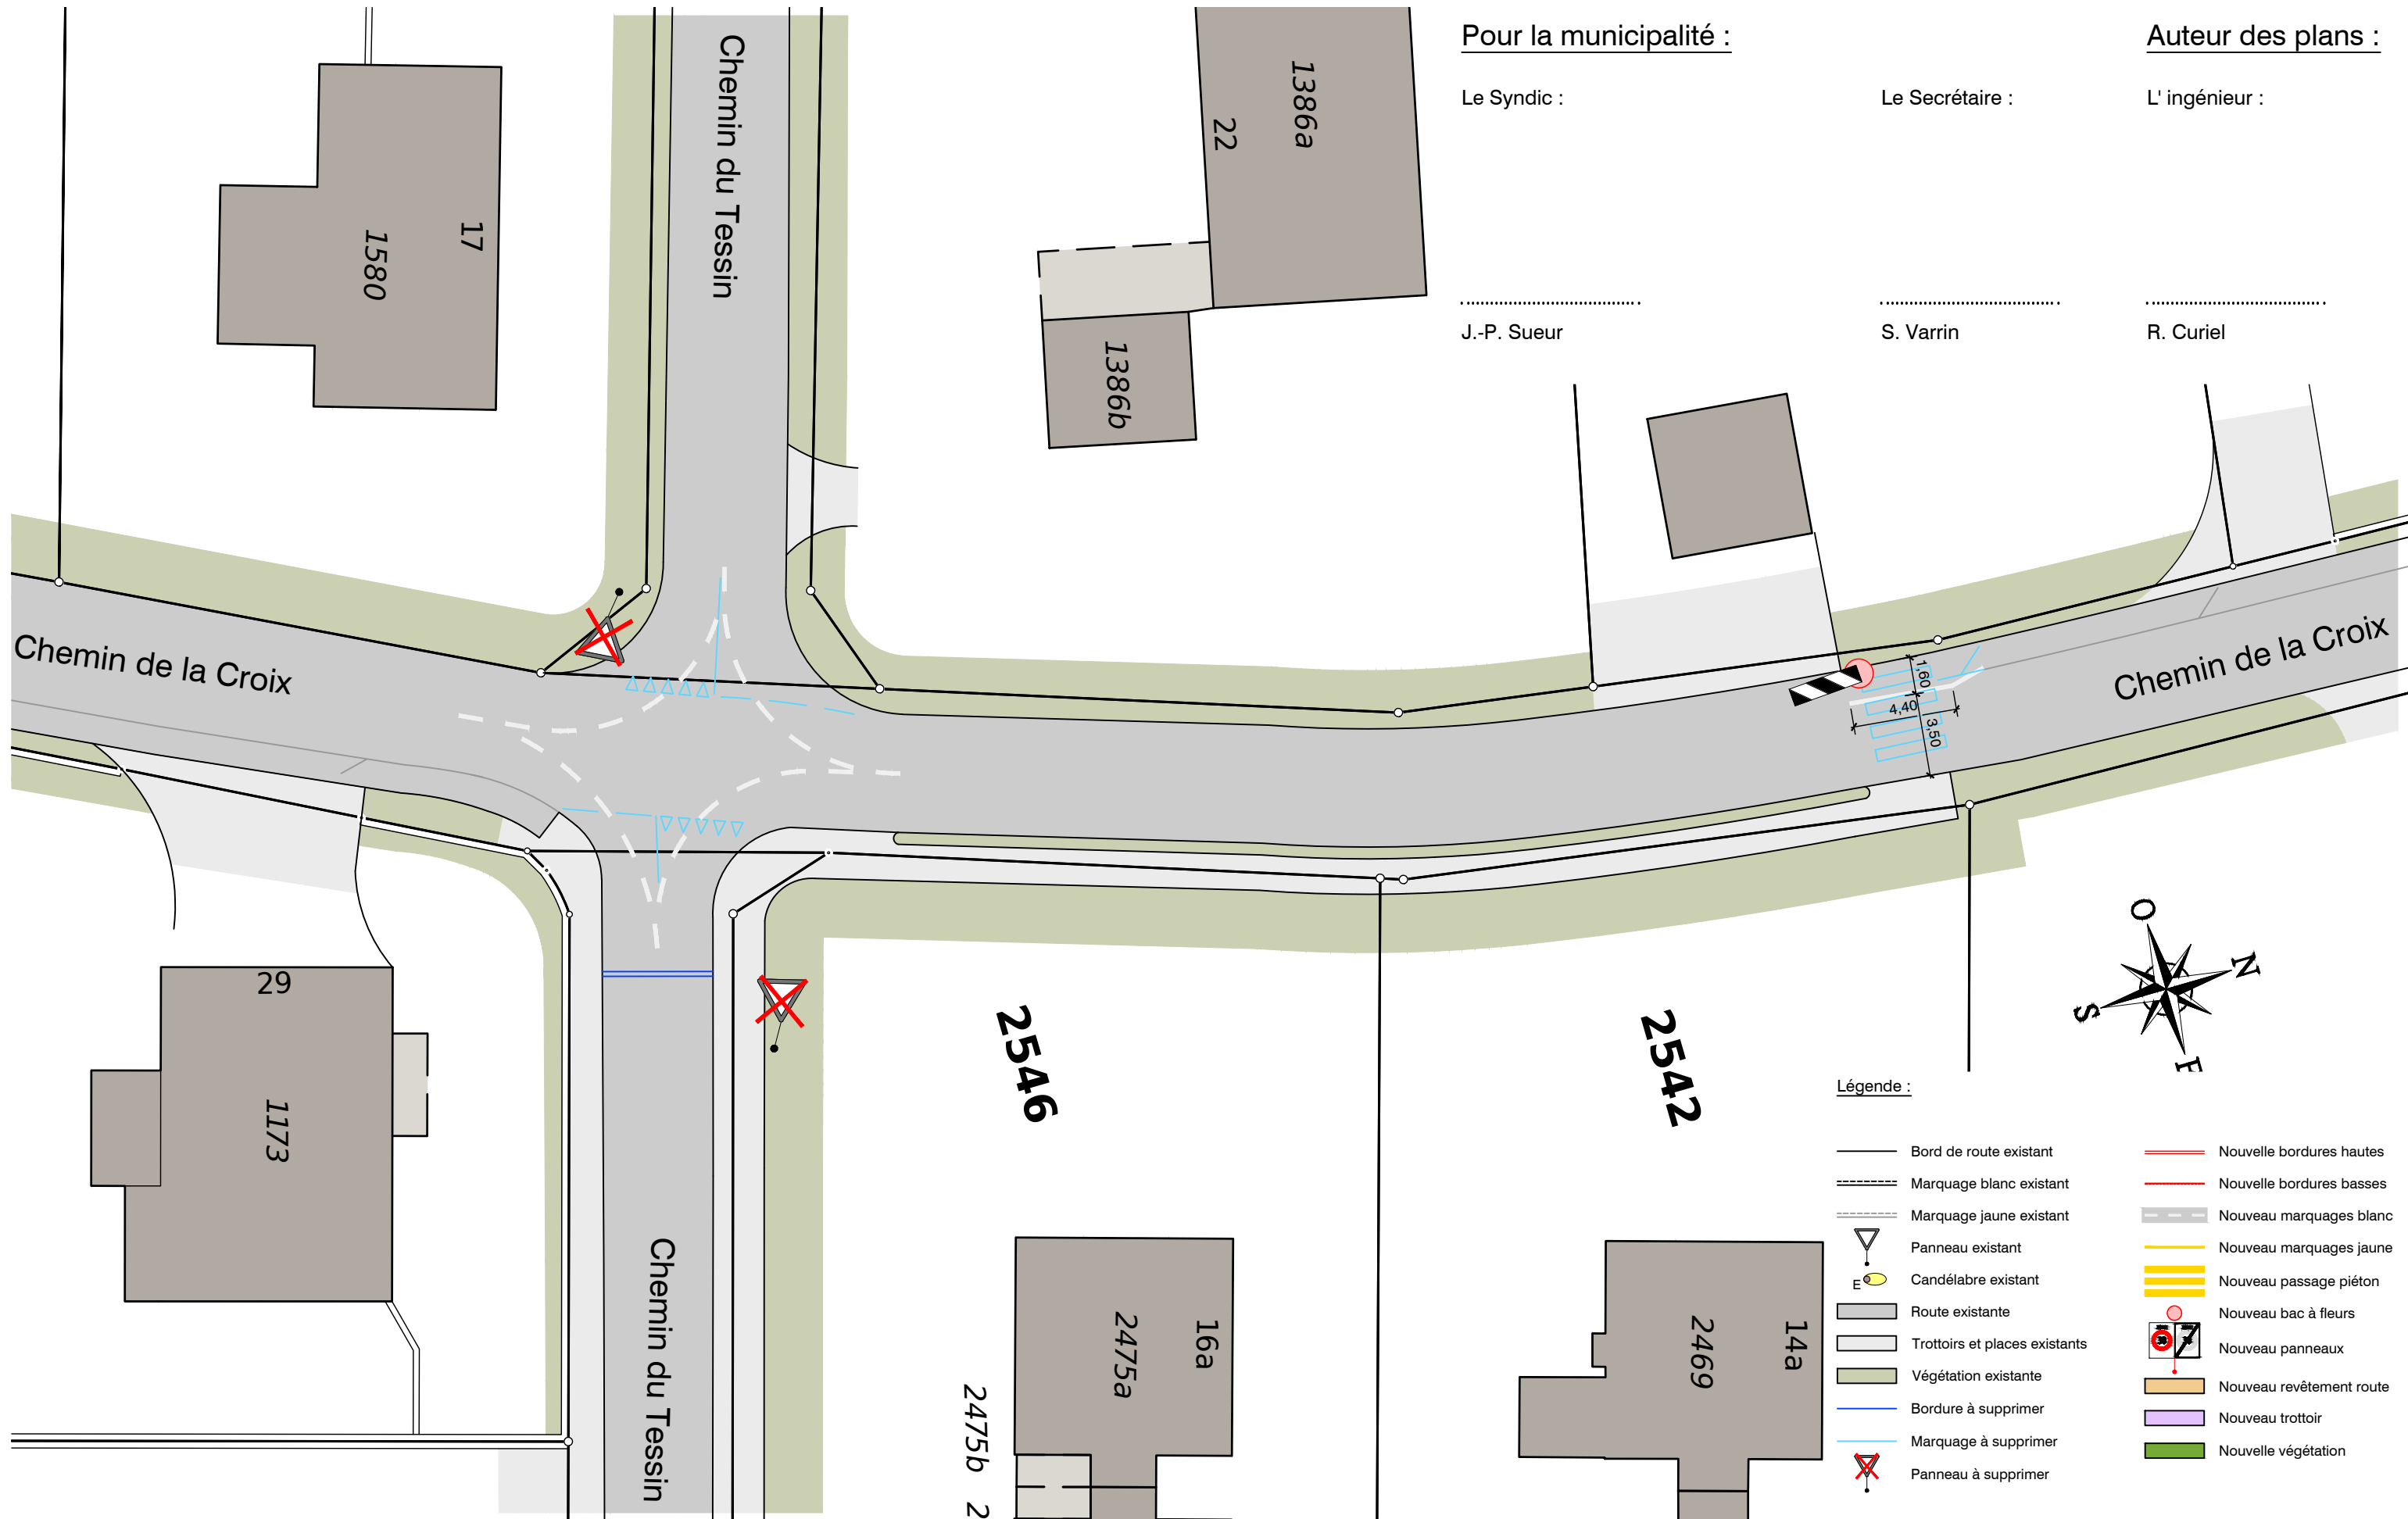 Pour la municipalité :
Auteur des plans :
Le Syndic :
Le Secrétaire :
L' ingénieur :
J.-P. Sueur
S. Varrin
R. Curiel
Chemin du Tessin
1386a
22
17
1580
1386b
Chemin de la Croix
Chemin de la Croix
1,60
4,40
3,50
29
1173
2546
2542
O
N
S
E
Chemin du Tessin
16a
2475a
2475b
2
14a
2469
Légende :
Bord de route existant
Marquage blanc existant
Marquage jaune existant
Panneau existant
E
Candélabre existant
Route existante
Trottoirs et places existants
Végétation existante
Bordure à supprimer
Marquage à supprimer
Panneau à supprimer
Nouvelle bordures hautes
Nouvelle bordures basses
Nouveau marquages blanc
Nouveau marquages jaune
Nouveau passage piéton
Nouveau bac à fleurs
Nouveau panneaux
Nouveau revêtement route
Nouveau trottoir
Nouvelle végétation